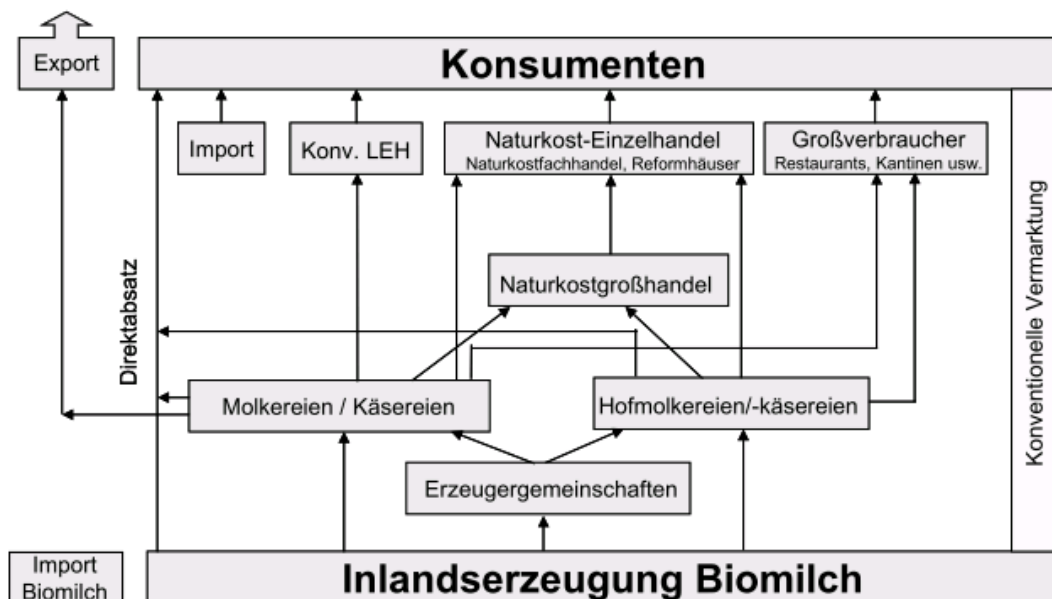 Export
Konsumenten
Import
Konv. LEH
Naturkost-Einzelhandel
Naturkostfachhandel, Reformhäuser
Großverbraucher
Restaurants, Kantinen usw.
Naturkostgroßhandel
Direktabsatz
Konventionelle Vermarktung
Molkereien / Käsereien
Hofmolkereien/-käsereien
Erzeugergemeinschaften
Import
Biomilch
Inlandserzeugung Biomilch